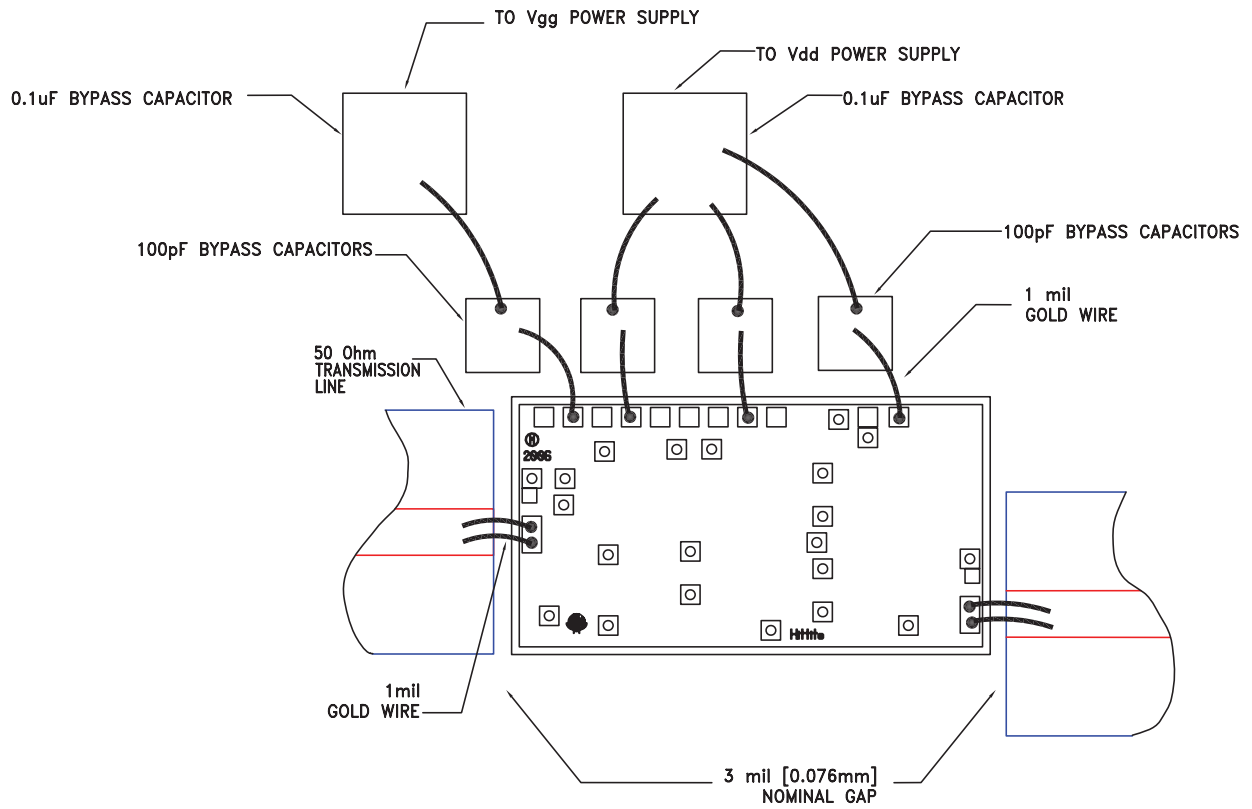 TO Vgg POWER SUPPLY
TO Vdd POWER SUPPLY
0.1uF BYPASS CAPACITOR
0.1uF BYPASS CAPACITOR
100pF BYPASS CAPACITORS
100pF BYPASS CAPACITORS
1 mil
GOLD WIRE
50 Ohm
TRANSMISSION
LINE
H
2006
Hittite
1mil
GOLD WIRE
3 mil [0.076mm]
NOMINAL GAP